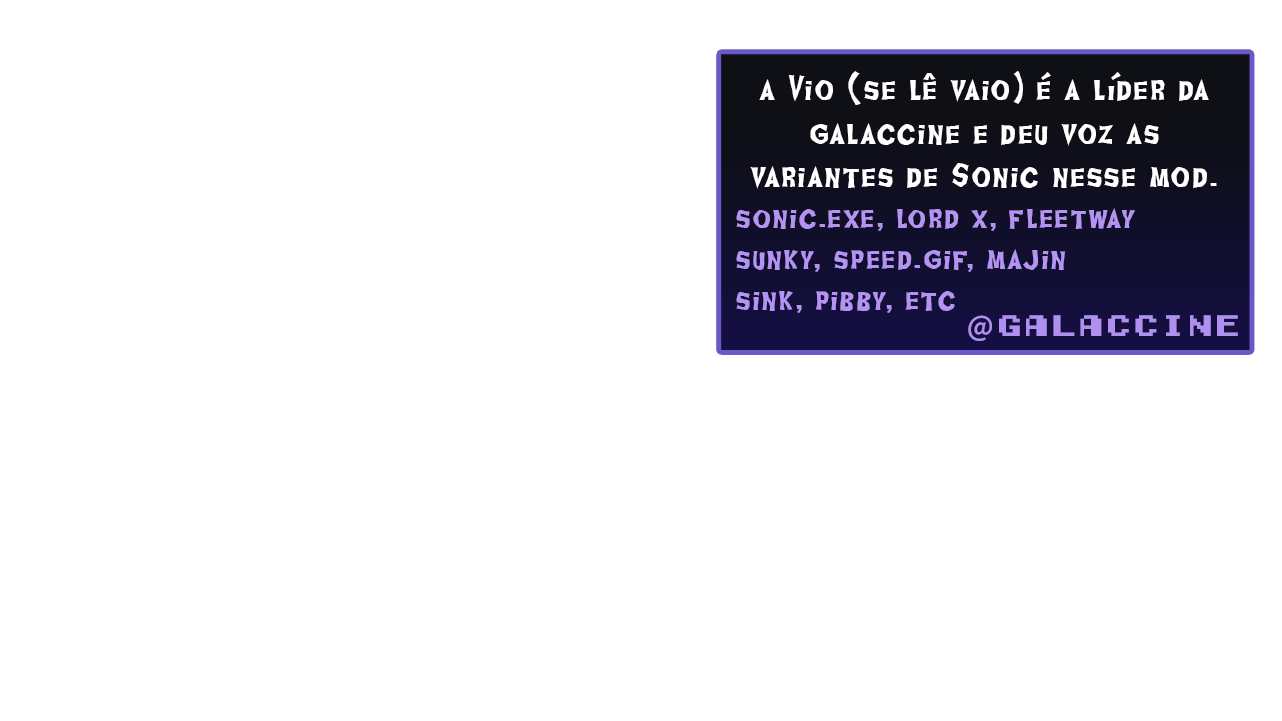 a Vio (se lê vaio) é a líder da
galaccine e deu voz as
variantes de Sonic nesse mod.
sonic.exe, lord x, fleetway
sunky, speed.gif, majin
sink, pibby, etc
@GALACCINE